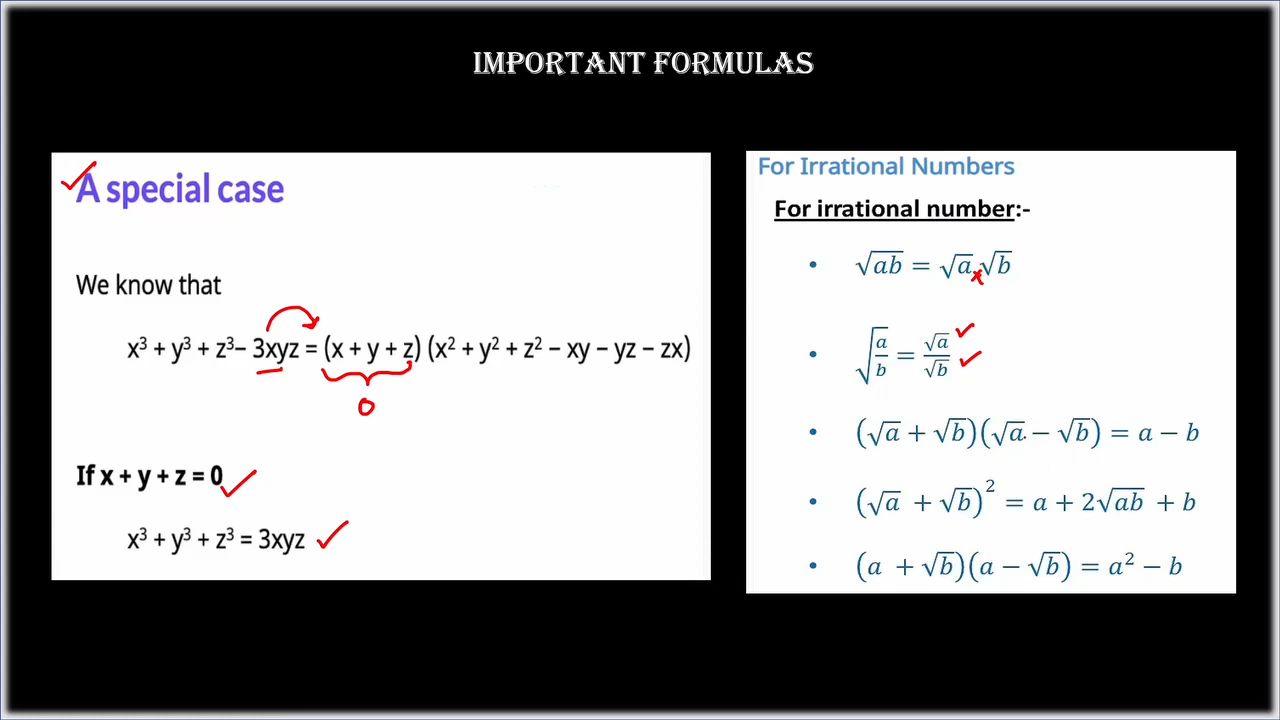 IMPORTANT FORMULAS
A special case
We know that
x³ + y³ + z³– 3xyz = (x + y + z) (x² + y² + z² – xy – yz – zx)
0
If x + y + z = 0
x³ + y³ + z³ = 3xyz
For Irrational Numbers
For irrational number:-
• √ab = √a × √b
• √(a/b) = √a/√b
• (√a + √b)(√a − √b) = a − b
• (√a + √b)² = a + 2√ab + b
• (a + √b)(a − √b) = a² − b